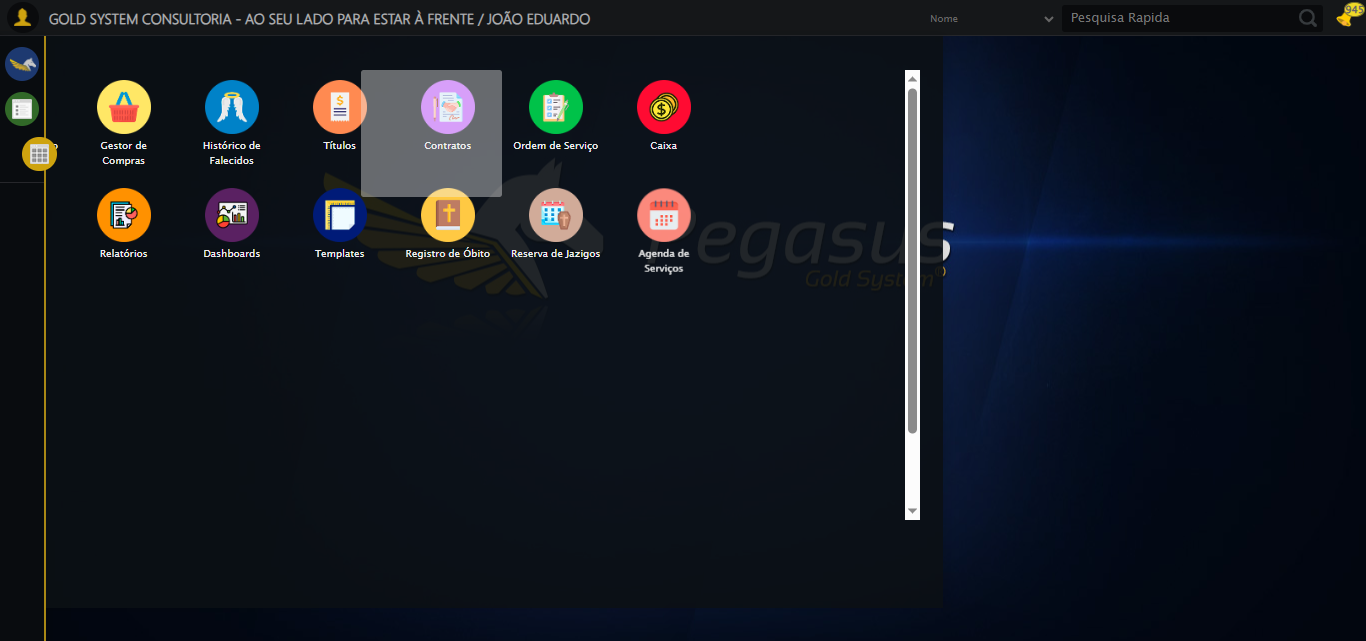 GOLD SYSTEM CONSULTORIA - AO SEU LADO PARA ESTAR À FRENTE / JOÃO EDUARDO
Nome
Pesquisa Rapida
945
Gestor de
Compras
Histórico de
Falecidos
Títulos
Contratos
Ordem de Serviço
Caixa
Relatórios
Dashboards
Templates
Registro de Óbito
Reserva de Jazigos
Agenda de
Serviços
Pegasus
Gold System®